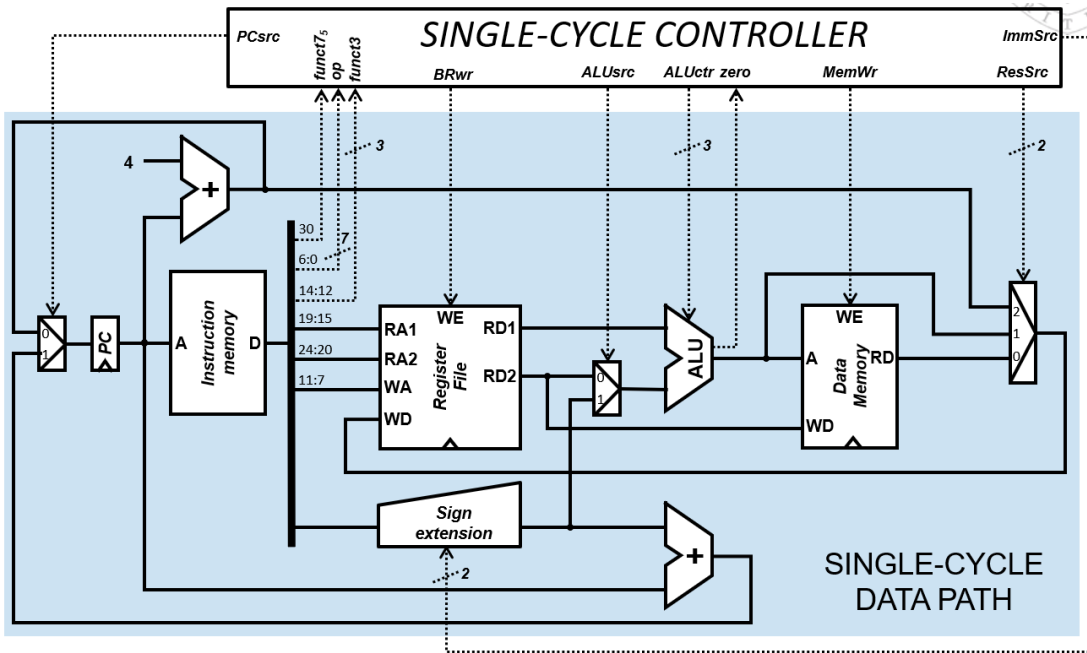 SINGLE-CYCLE CONTROLLER
PCsrc
funct7₅
op
funct3
BRwr
ALUsrc
ALUctr
zero
MemWr
ImmSrc
ResSrc
3
3
2
4
+
30
7
6:0
14:12
19:15
24:20
11:7
0
1
PC
A
Instruction
memory
D
WE
RA1
RA2
WA
WD
RD1
RD2
Register
File
0
1
ALU
WE
A
RD
WD
Data
Memory
2
1
0
Sign
extension
+
2
SINGLE-CYCLE
DATA PATH